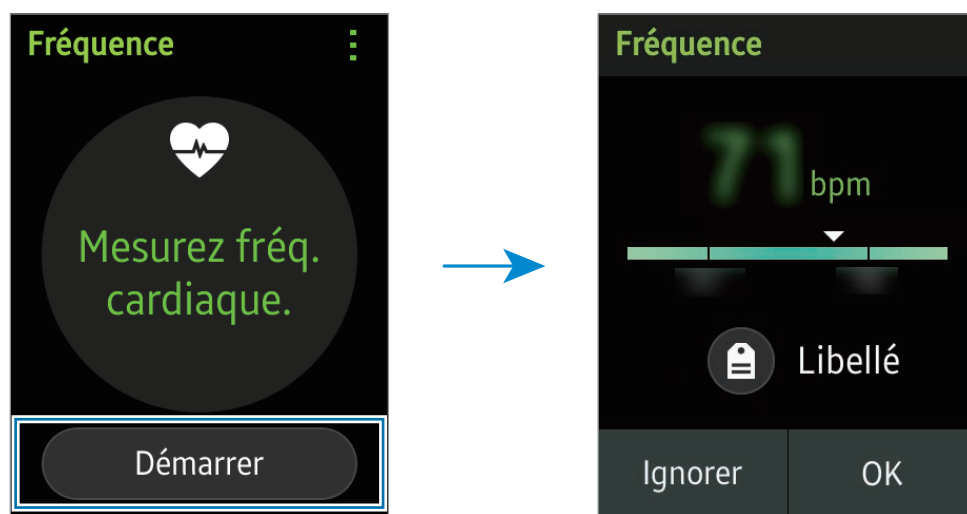 Fréquence
Mesurez fréq.
cardiaque.
Démarrer
Fréquence
71 bpm
Libellé
Ignorer
OK